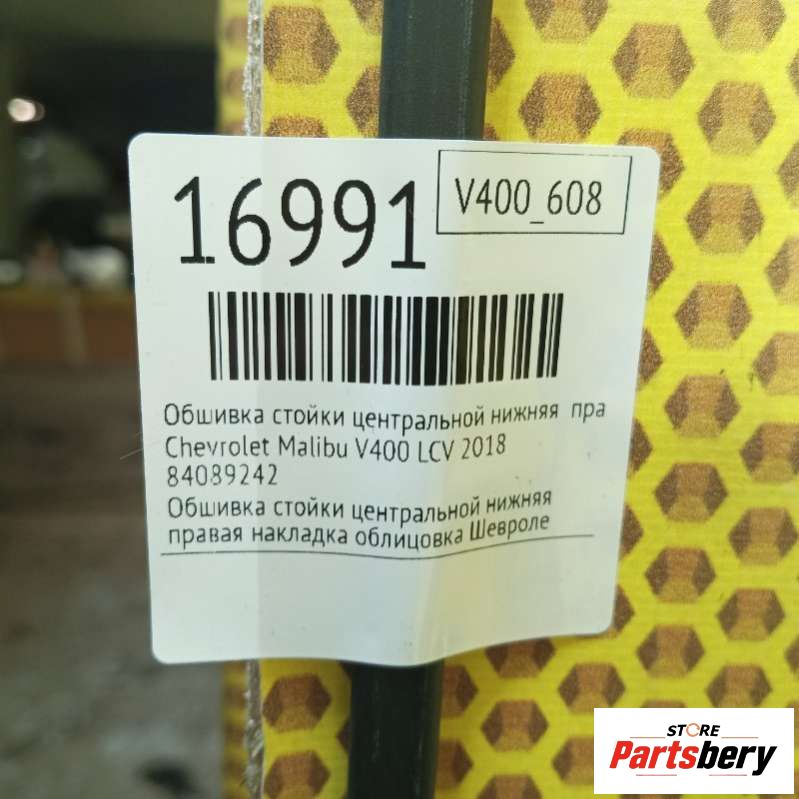 16991
V400_608
Обшивка стойки центральной нижняя пра
Chevrolet Malibu V400 LCV 2018
84089242
Обшивка стойки центральной нижняя
правая накладка облицовка Шевроле
STORE
Partsbery